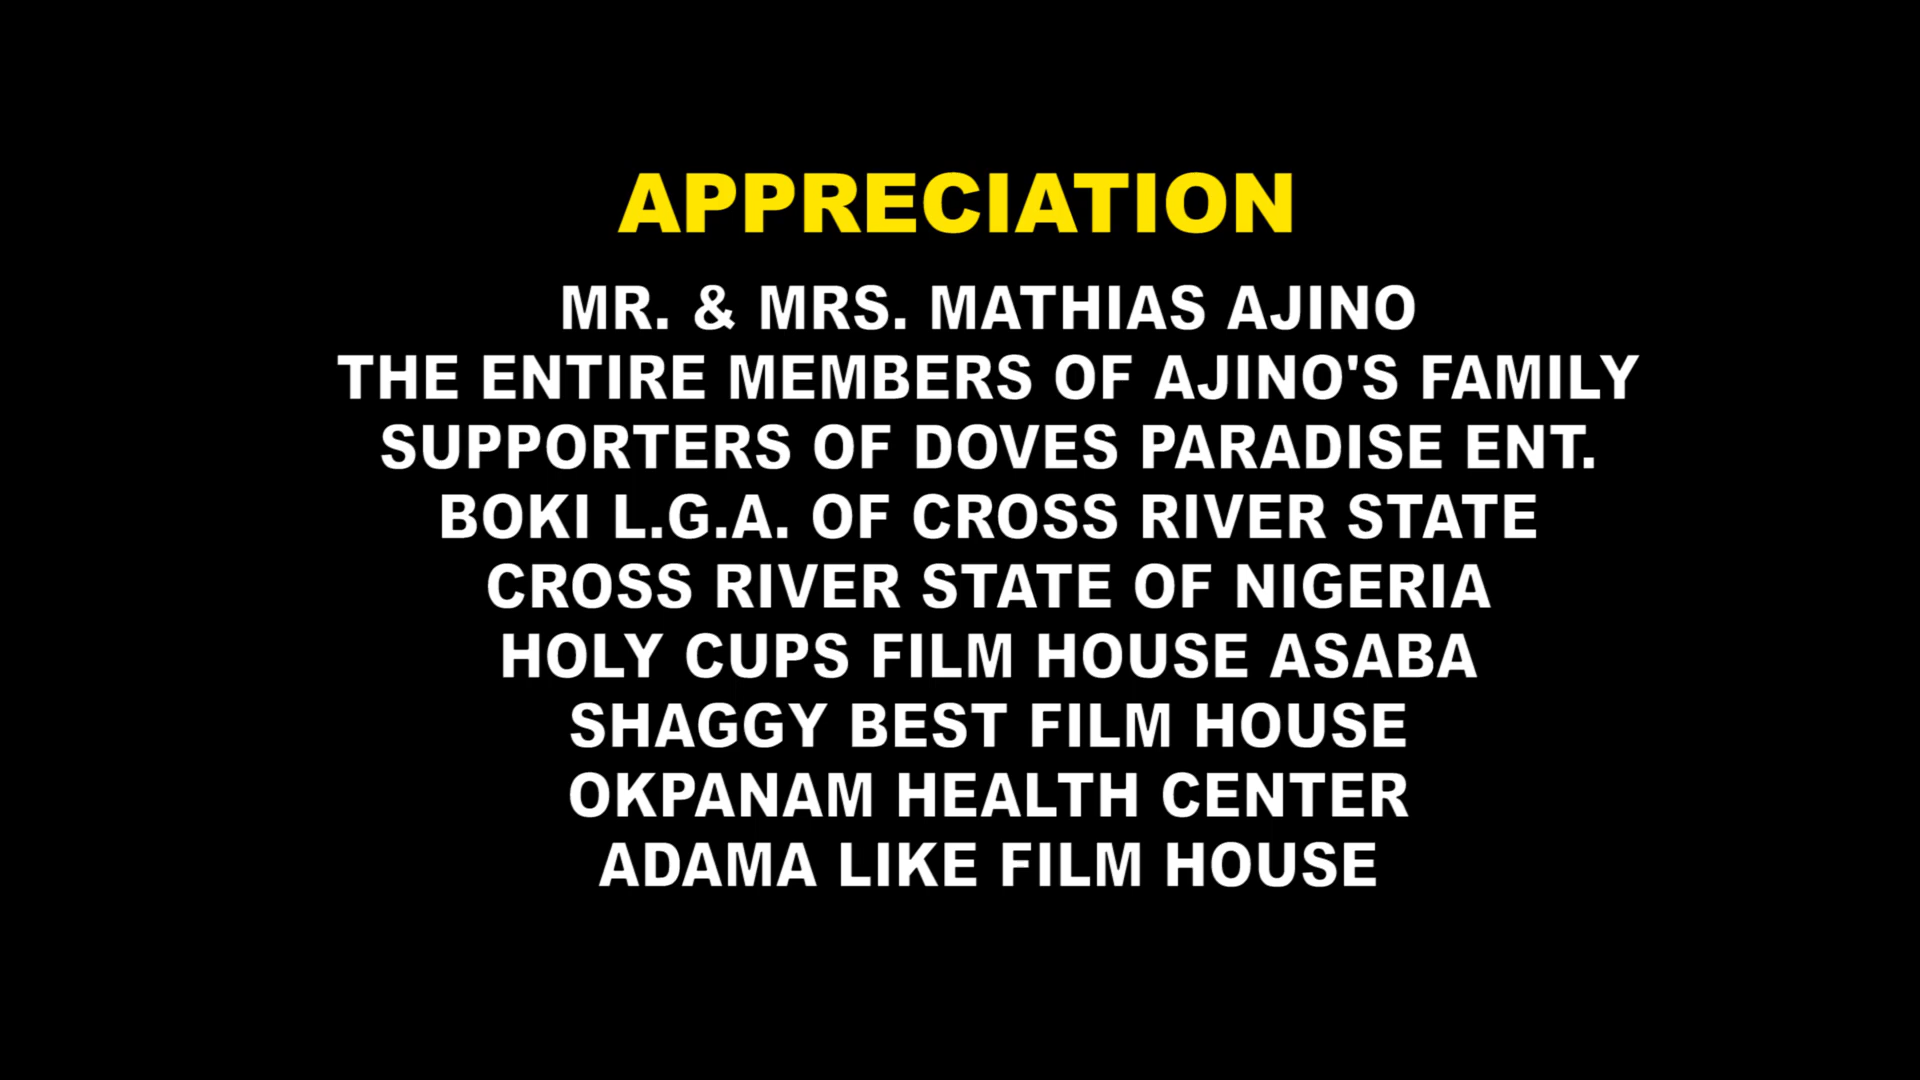 APPRECIATION
MR. & MRS. MATHIAS AJINO
THE ENTIRE MEMBERS OF AJINO'S FAMILY
SUPPORTERS OF DOVES PARADISE ENT.
BOKI L.G.A. OF CROSS RIVER STATE
CROSS RIVER STATE OF NIGERIA
HOLY CUPS FILM HOUSE ASABA
SHAGGY BEST FILM HOUSE
OKPANAM HEALTH CENTER
ADAMA LIKE FILM HOUSE